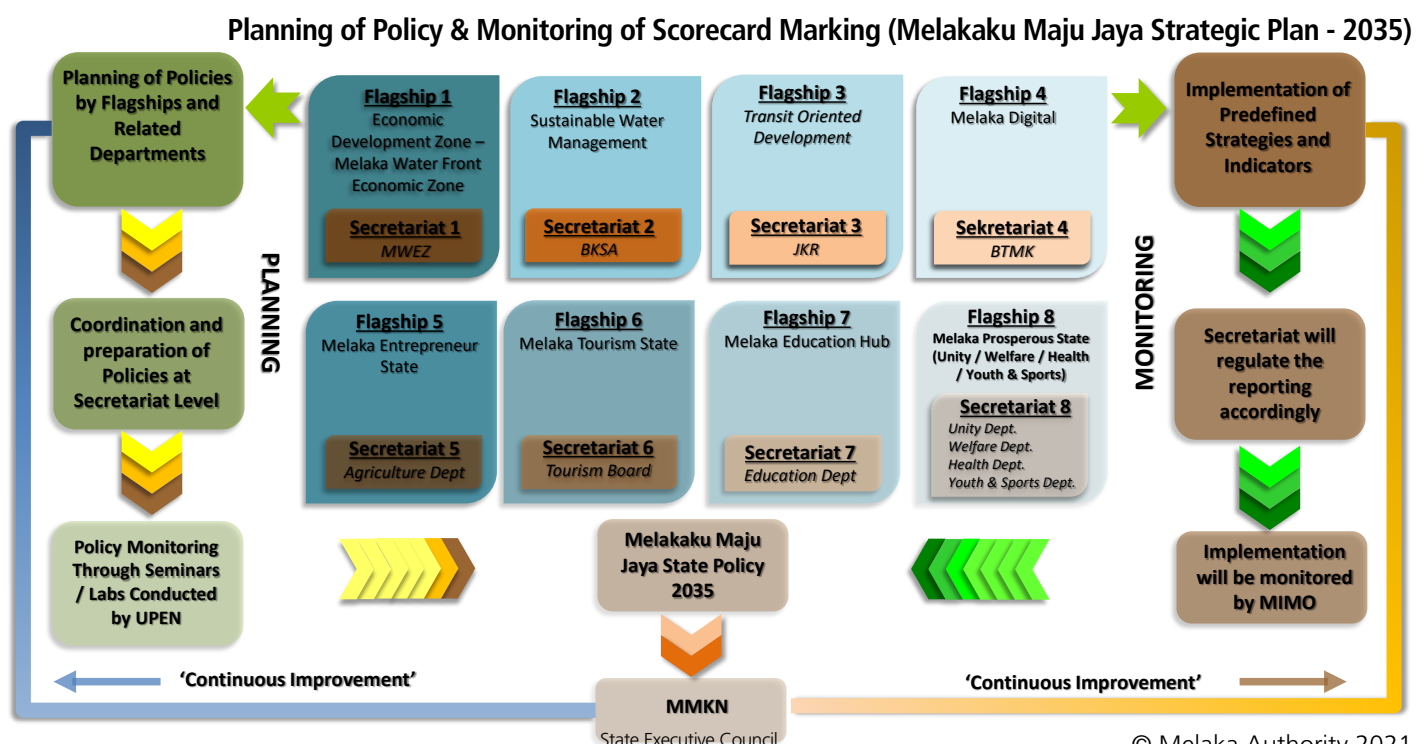 Planning of Policy & Monitoring of Scorecard Marking (Melakaku Maju Jaya Strategic Plan - 2035)
Planning of Policies
by Flagships and
Related
Departments
Coordination and
preparation of
Policies at
Secretariat Level
Policy Monitoring
Through Seminars
/ Labs Conducted
by UPEN
PLANNING
Flagship 1
Economic
Development Zone –
Melaka Water Front
Economic Zone
Secretariat 1
MWEZ
Flagship 2
Sustainable Water
Management
Secretariat 2
BKSA
Flagship 3
Transit Oriented
Development
Secretariat 3
JKR
Flagship 4
Melaka Digital
Sekretariat 4
BTMK
Flagship 5
Melaka Entrepreneur
State
Secretariat 5
Agriculture Dept
Flagship 6
Melaka Tourism State
Secretariat 6
Tourism Board
Flagship 7
Melaka Education Hub
Secretariat 7
Education Dept
Flagship 8
Melaka Prosperous State
(Unity / Welfare / Health
/ Youth & Sports)
Secretariat 8
Unity Dept.
Welfare Dept.
Health Dept.
Youth & Sports Dept.
MONITORING
Implementation of
Predefined
Strategies and
Indicators
Secretariat will
regulate the
reporting
accordingly
Implementation
will be monitored
by MIMO
Melakaku Maju
Jaya State Policy
2035
'Continuous Improvement'
'Continuous Improvement'
MMKN
State Executive Council
© Melaka Authority 2021